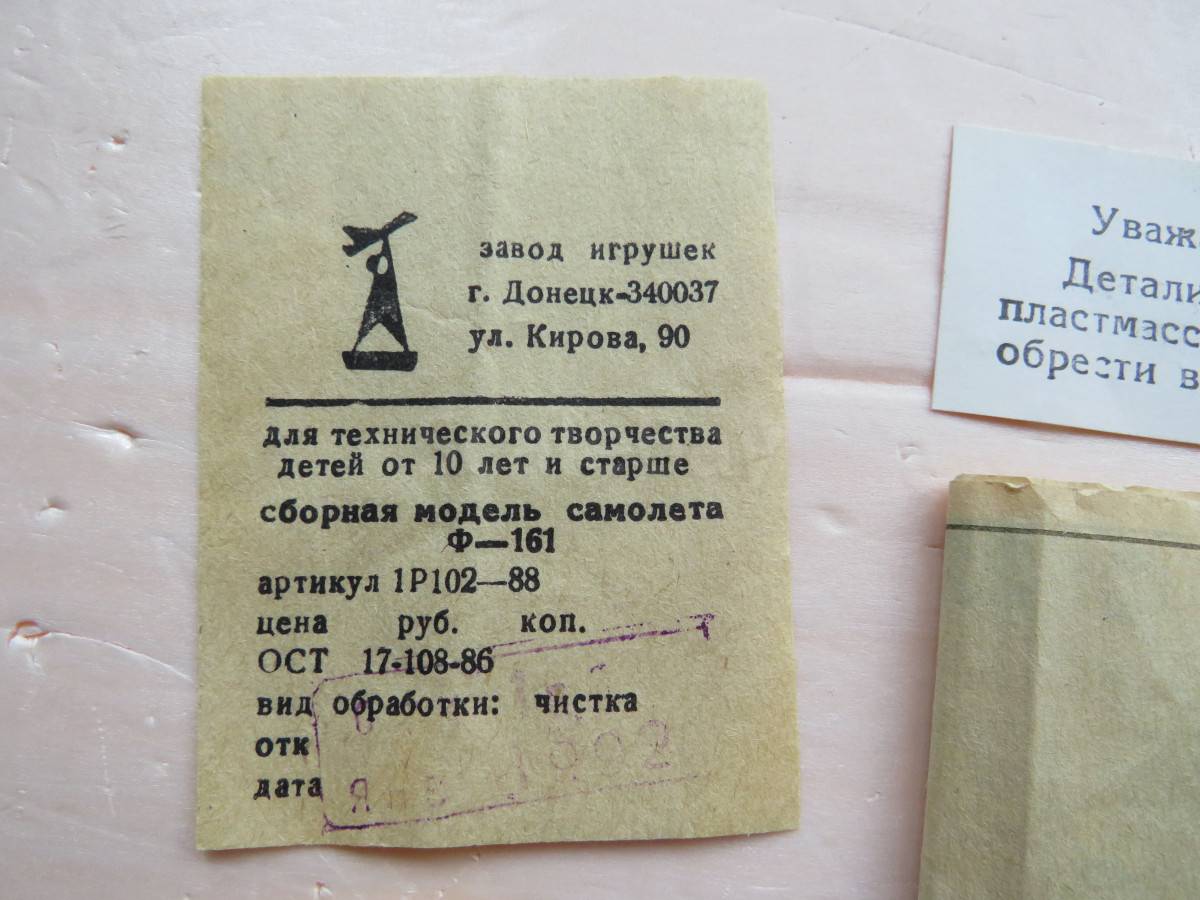 завод игрушек
г. Донецк-340037
ул. Кирова, 90
для технического творчества
детей от 10 лет и старше
сборная модель самолета
Ф—161
артикул 1Р102—88
цена руб. коп.
ОСТ 17-108-86
вид обработки: чистка
отк
дата
Уваж
Детали
пластмасс
обрести в